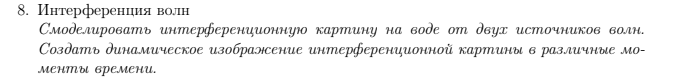 8. Интерференция волн
Смоделировать интерференционную картину на воде от двух источников волн.
Создать динамическое изображение интерференционной картины в различные мо-
менты времени.